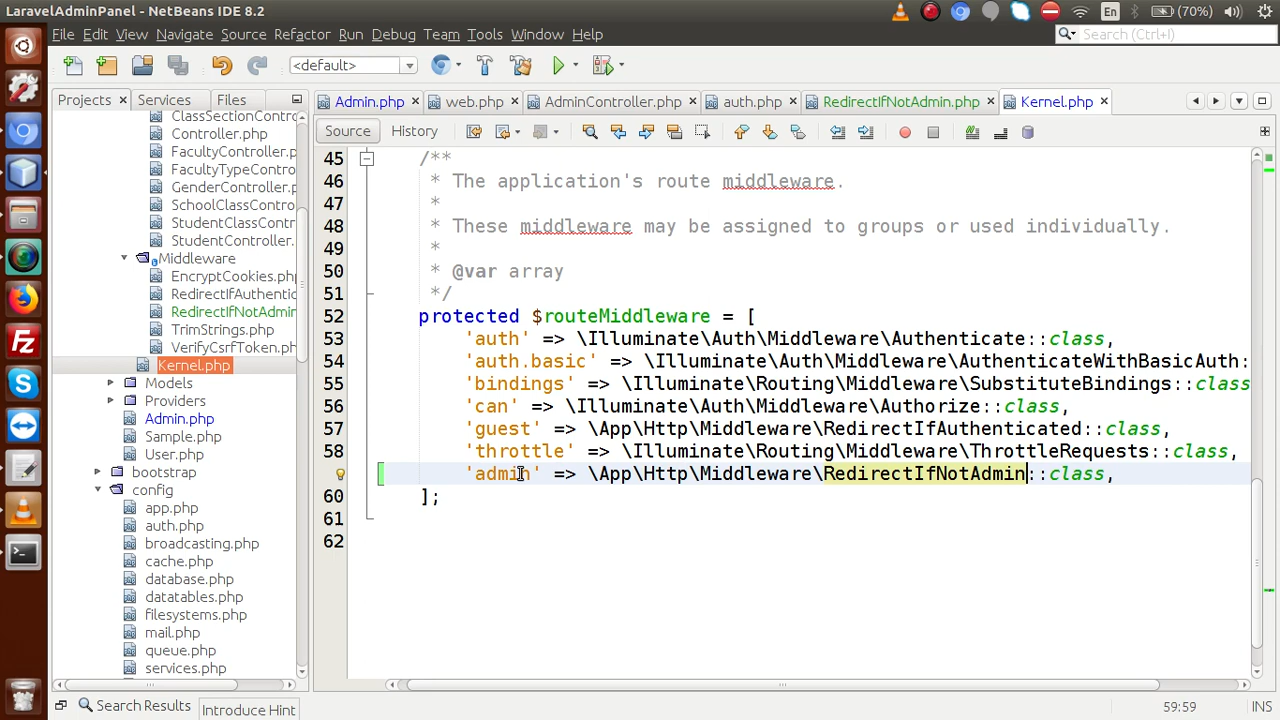 LaravelAdminPanel - NetBeans IDE 8.2
En
(70%)
File Edit View Navigate Source Refactor Run Debug Team Tools Window Help
Search (Ctrl+I)
<default>
Projects Services Files
Admin.php web.php AdminController.php auth.php RedirectIfNotAdmin.php Kernel.php
Source History
ClassSectionContr
Controller.php
FacultyController.p
FacultyTypeContro
GenderController.p
SchoolClassContro
StudentClassContr
StudentController.
Middleware
EncryptCookies.php
RedirectIfAuthentic
RedirectIfNotAdmin
TrimStrings.php
VerifyCsrfToken.ph
Kernel.php
Models
Providers
Admin.php
Sample.php
User.php
bootstrap
config
app.php
auth.php
broadcasting.php
cache.php
database.php
datatables.php
filesystems.php
mail.php
queue.php
services.php
45 /**
46 * The application's route middleware.
47 *
48 * These middleware may be assigned to groups or used individually.
49 *
50 * @var array
51 */
52 protected $routeMiddleware = [
53 'auth' => \Illuminate\Auth\Middleware\Authenticate::class,
54 'auth.basic' => \Illuminate\Auth\Middleware\AuthenticateWithBasicAuth:
55 'bindings' => \Illuminate\Routing\Middleware\SubstituteBindings::class
56 'can' => \Illuminate\Auth\Middleware\Authorize::class,
57 'guest' => \App\Http\Middleware\RedirectIfAuthenticated::class,
58 'throttle' => \Illuminate\Routing\Middleware\ThrottleRequests::class,
'admin' => \App\Http\Middleware\RedirectIfNotAdmin::class,
60 ];
61
62
Search Results
Introduce Hint
59:59
INS